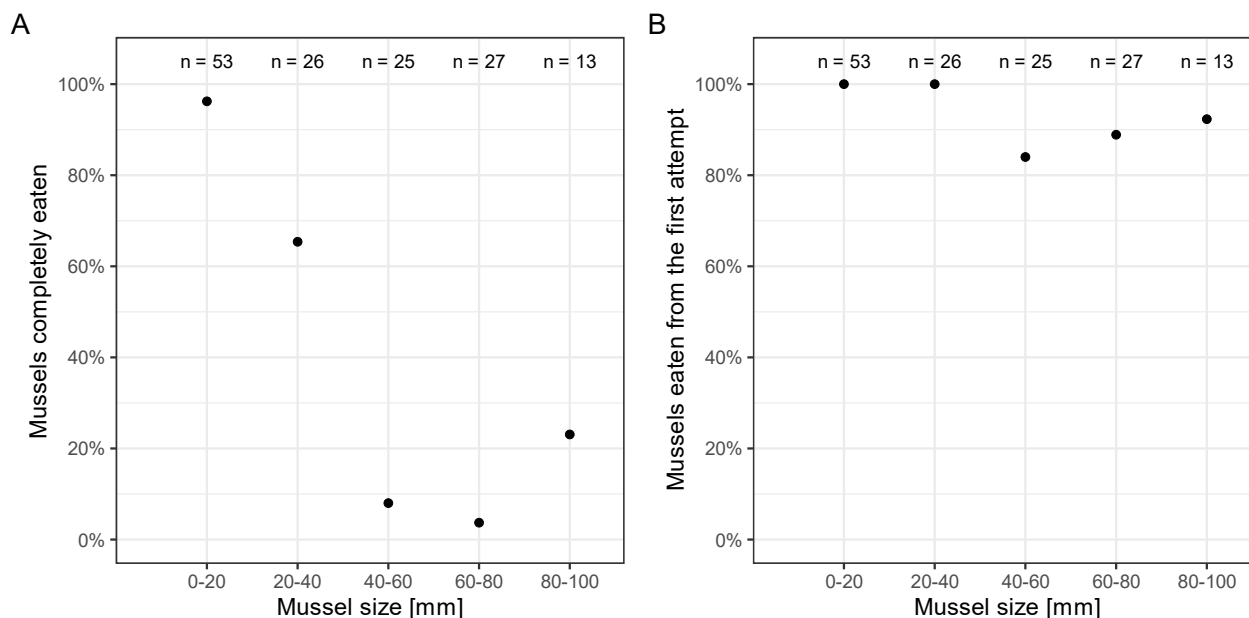 A
n = 53 n = 26 n = 25 n = 27 n = 13
100%
80%
60%
40%
20%
0%
Mussels completely eaten
0-20 20-40 40-60 60-80 80-100
Mussel size [mm]
B
n = 53 n = 26 n = 25 n = 27 n = 13
100%
80%
60%
40%
20%
0%
Mussels eaten from the first attempt
0-20 20-40 40-60 60-80 80-100
Mussel size [mm]